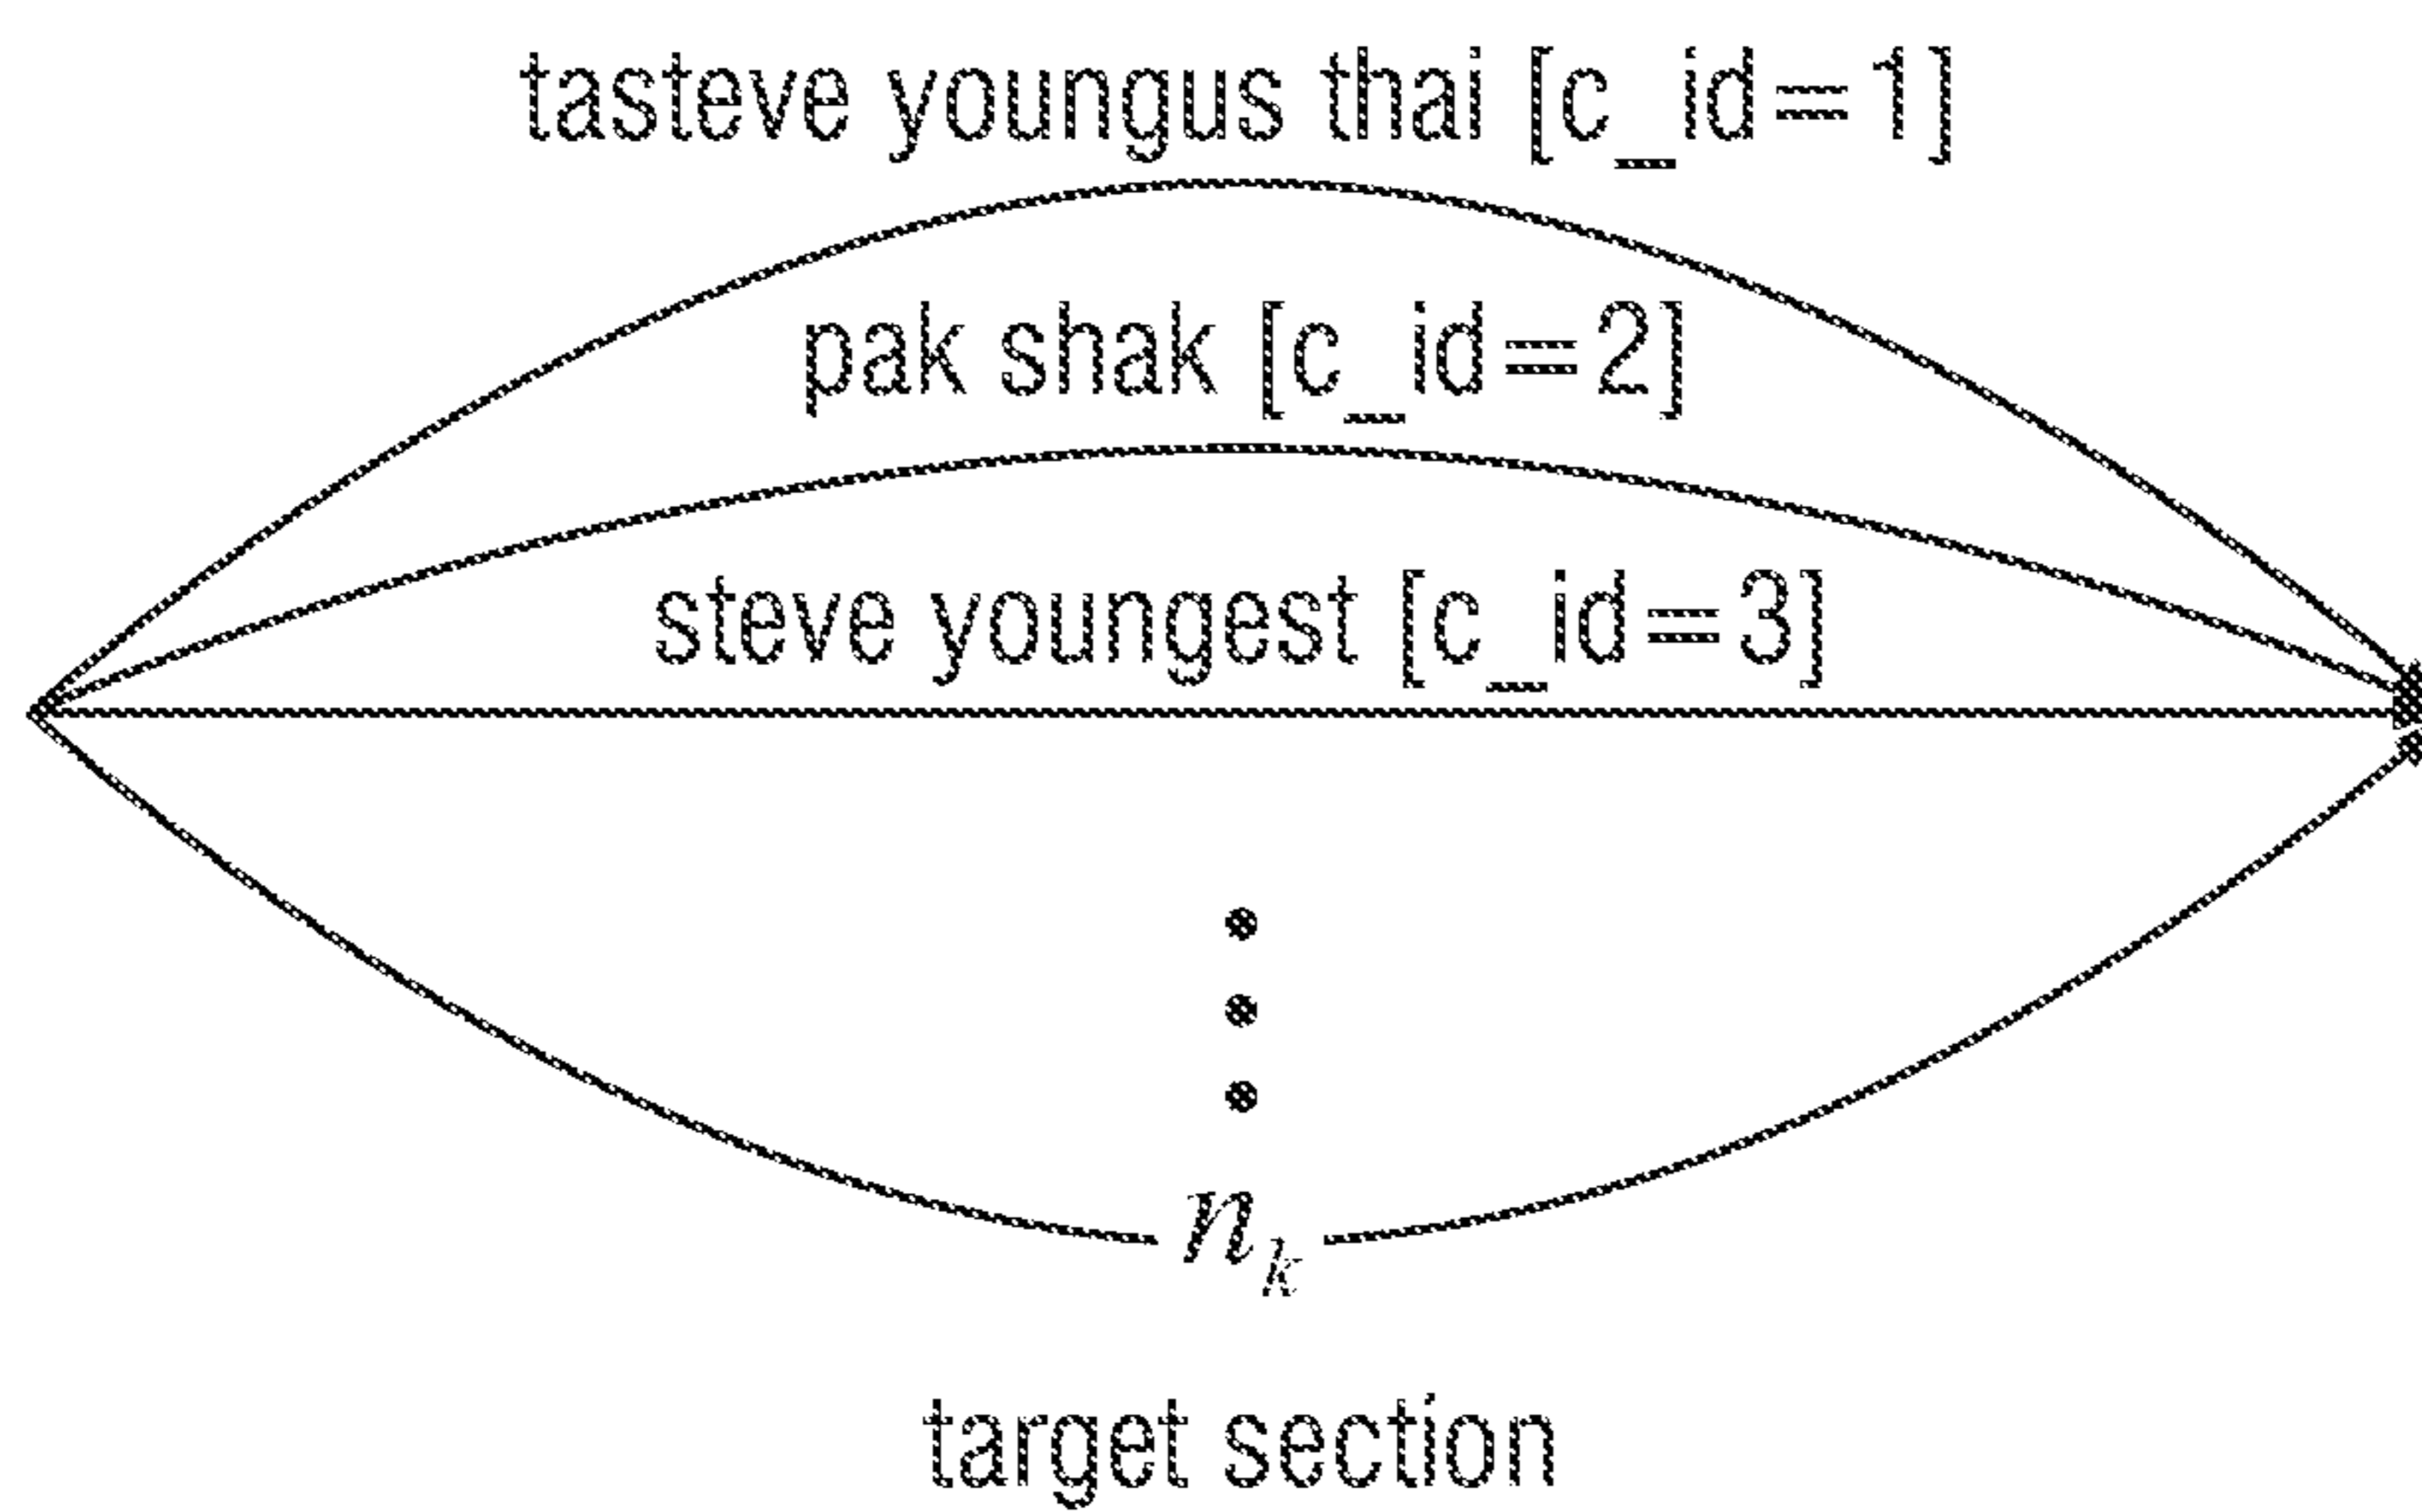 tasteve youngus thai [c_id=1]
pak shak [c_id=2]
steve youngest [c_id=3]
n_k
target section